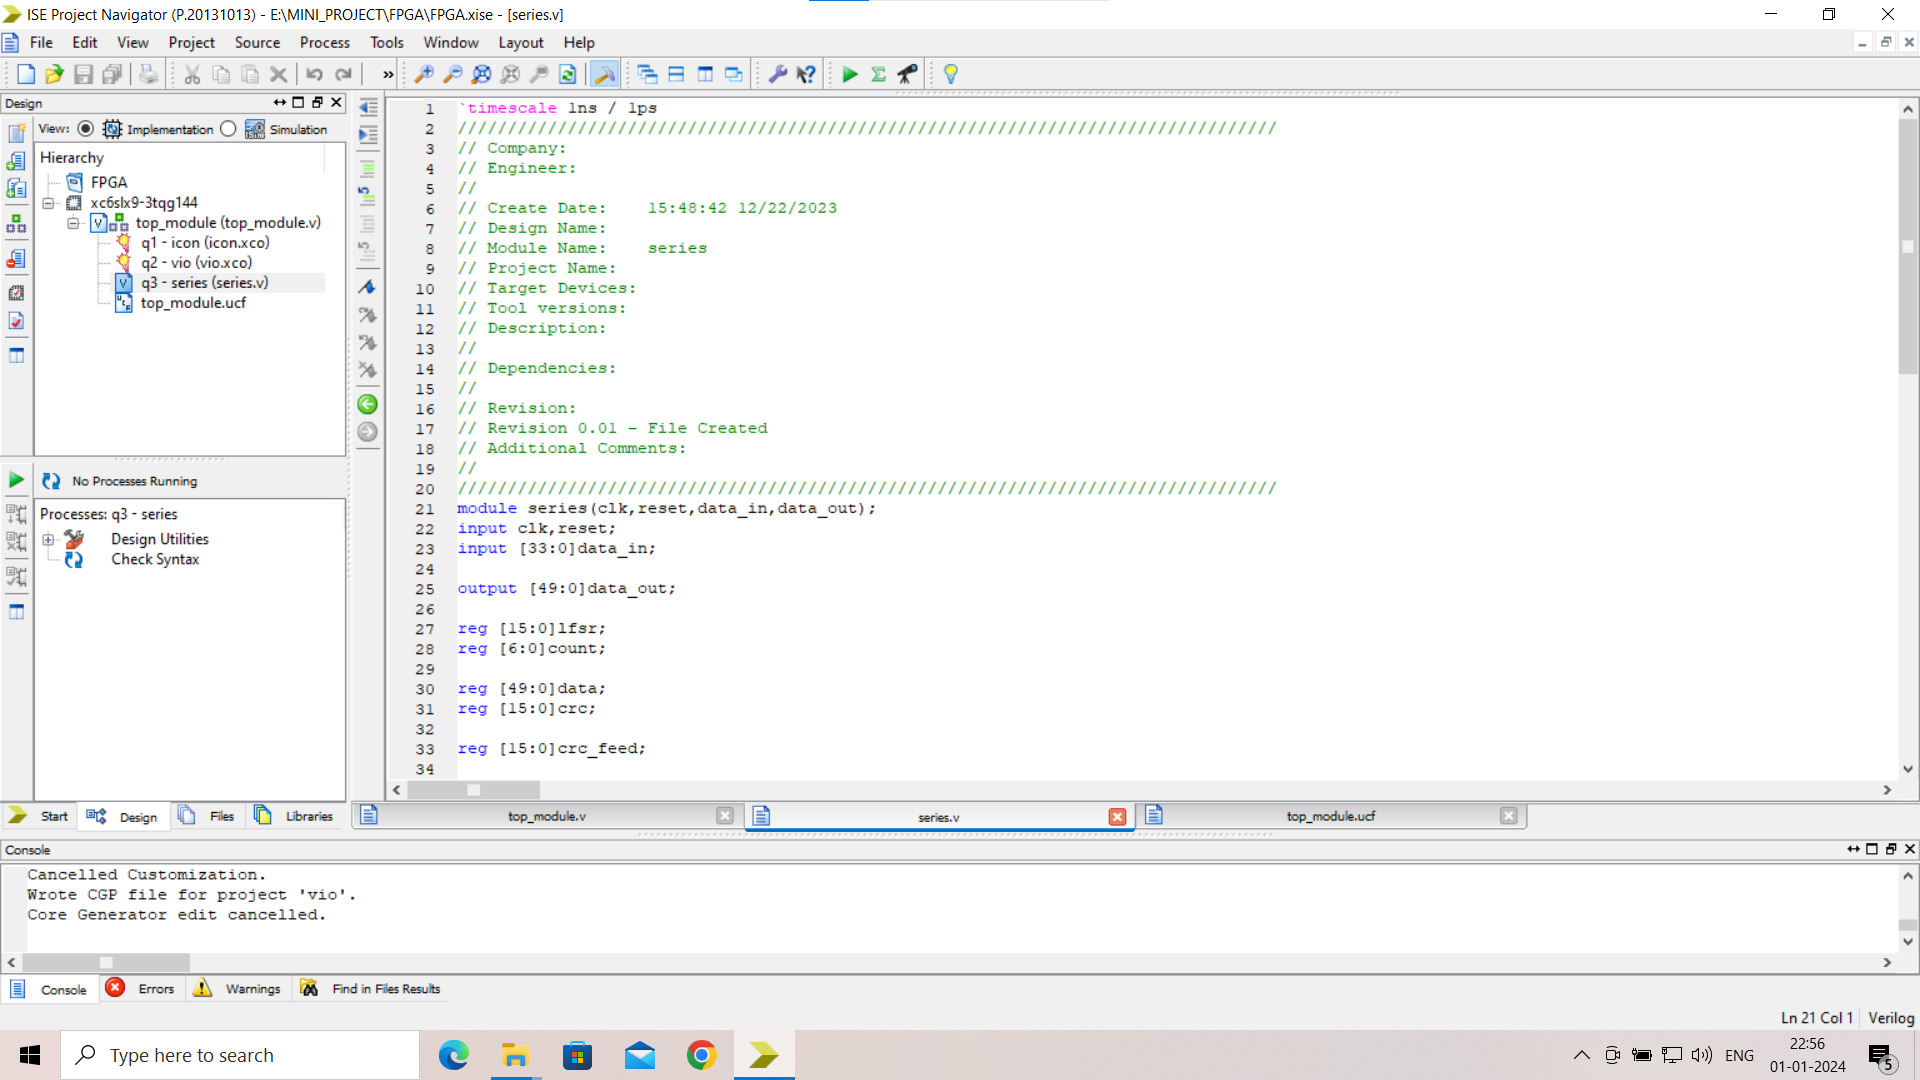 ISE Project Navigator (P.20131013) - E:\MINI_PROJECT\FPGA\FPGA.xise - [series.v]
File Edit View Project Source Process Tools Window Layout Help
Design
View: Implementation Simulation
Hierarchy
FPGA
xc6slx9-3tqg144
top_module (top_module.v)
q1 - icon (icon.xco)
q2 - vio (vio.xco)
q3 - series (series.v)
top_module.ucf
No Processes Running
Processes: q3 - series
Design Utilities
Check Syntax
Start Design Files Libraries
1 `timescale 1ns / 1ps
2 //////////////////////////////////////////////////////////////////////////////////
3 // Company:
4 // Engineer:
5 //
6 // Create Date: 15:48:42 12/22/2023
7 // Design Name:
8 // Module Name: series
9 // Project Name:
10 // Target Devices:
11 // Tool versions:
12 // Description:
13 //
14 // Dependencies:
15 //
16 // Revision:
17 // Revision 0.01 - File Created
18 // Additional Comments:
19 //
20 //////////////////////////////////////////////////////////////////////////////////
21 module series(clk,reset,data_in,data_out);
22 input clk,reset;
23 input [33:0]data_in;
24
25 output [49:0]data_out;
26
27 reg [15:0]lfsr;
28 reg [6:0]count;
29
30 reg [49:0]data;
31 reg [15:0]crc;
32
33 reg [15:0]crc_feed;
34
top_module.v series.v top_module.ucf
Console
Cancelled Customization.
Wrote CGP file for project 'vio'.
Core Generator edit cancelled.
Console Errors Warnings Find in Files Results
Ln 21 Col 1 Verilog
Type here to search
ENG
22:56
01-01-2024
5